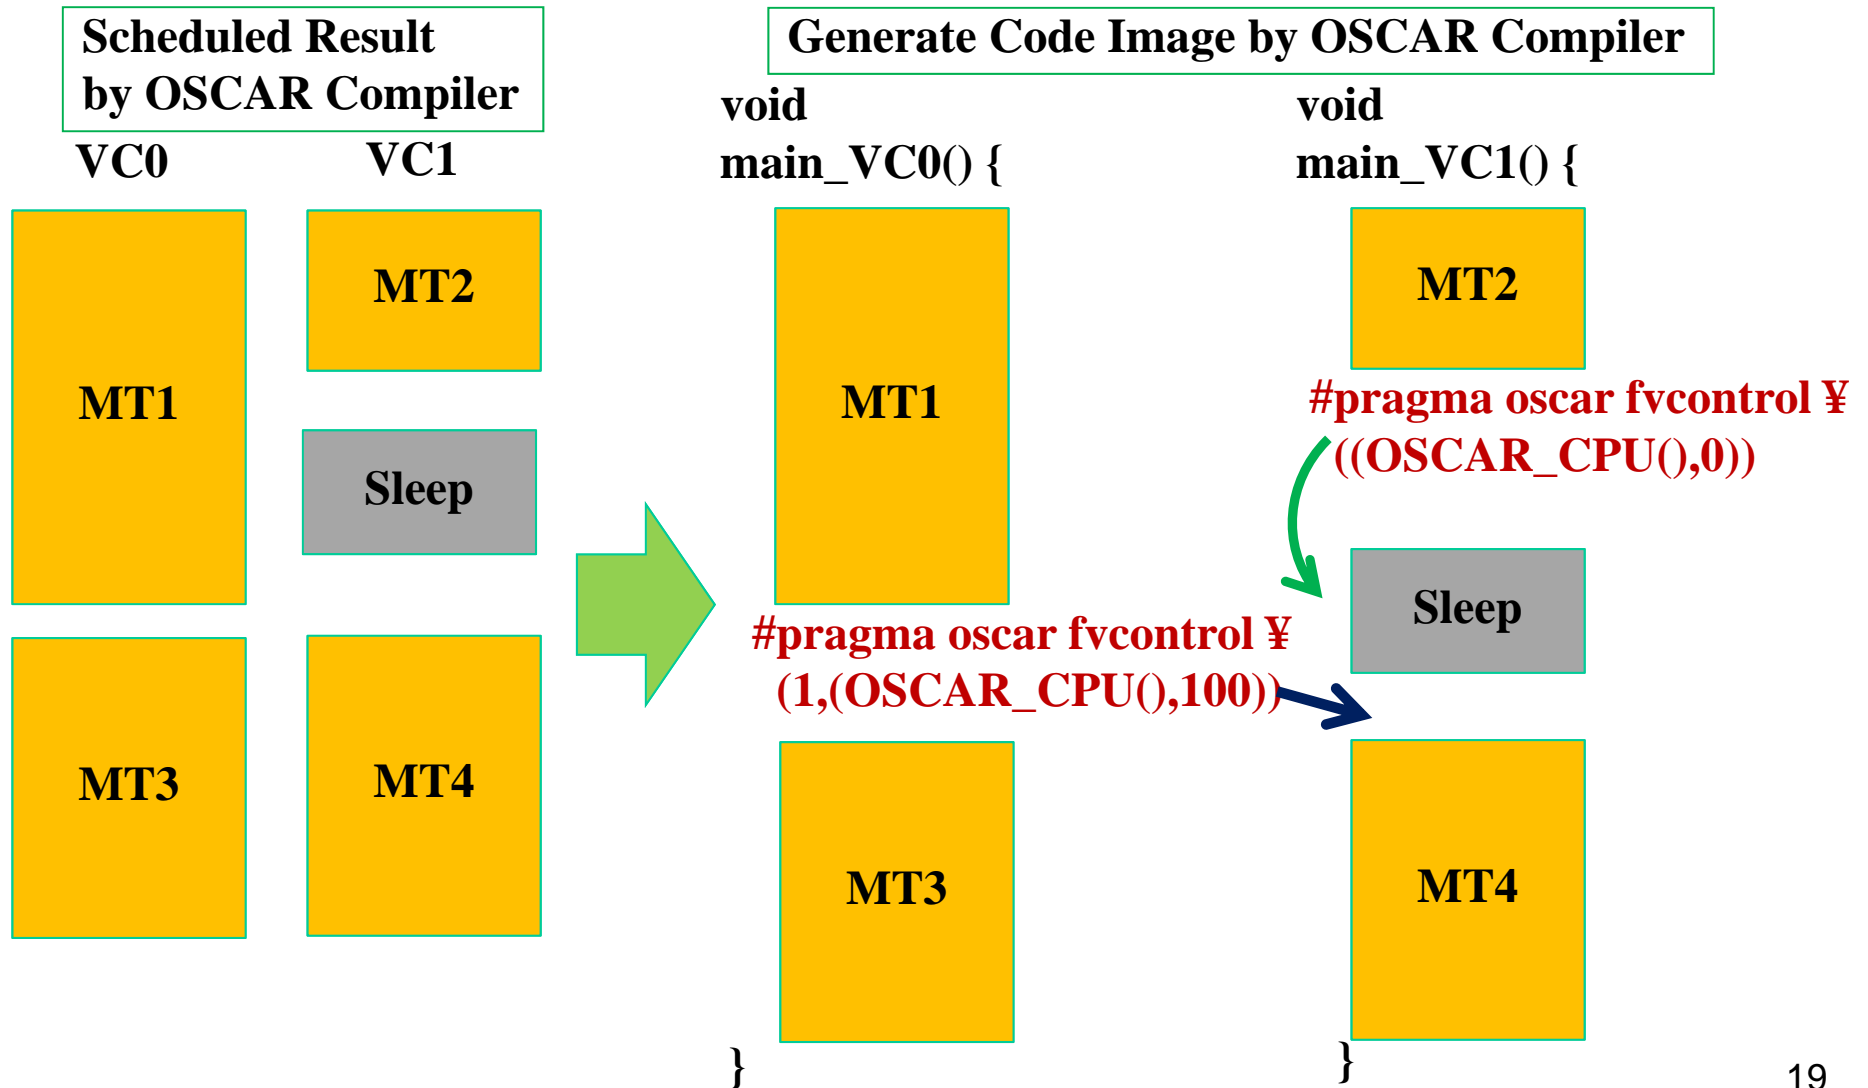 Scheduled Result
by OSCAR Compiler
VC0
VC1
MT1
MT2
Sleep
MT3
MT4
Generate Code Image by OSCAR Compiler
void
main_VC0() {
MT1
#pragma oscar fvcontrol ¥
(1,(OSCAR_CPU(),100))
MT3
}
void
main_VC1() {
MT2
#pragma oscar fvcontrol ¥
((OSCAR_CPU(),0))
Sleep
MT4
}
19